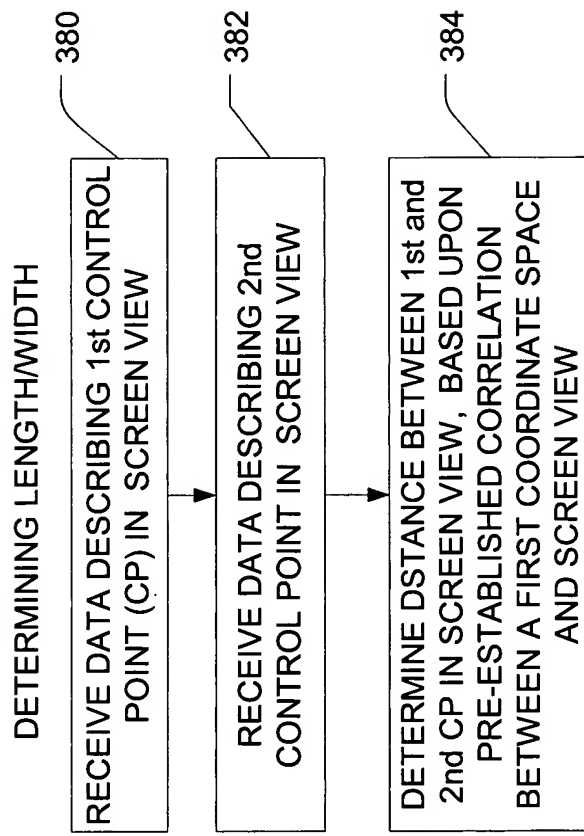 DETERMINING LENGTH/WIDTH
RECEIVE DATA DESCRIBING 1st CONTROL
POINT (CP) IN SCREEN VIEW
380
RECEIVE DATA DESCRIBING 2nd
CONTROL POINT IN SCREEN VIEW
382
DETERMINE DSTANCE BETWEEN 1st and
2nd CP IN SCREEN VIEW, BASED UPON
PRE-ESTABLISHED CORRELATION
BETWEEN A FIRST COORDINATE SPACE
AND SCREEN VIEW
384